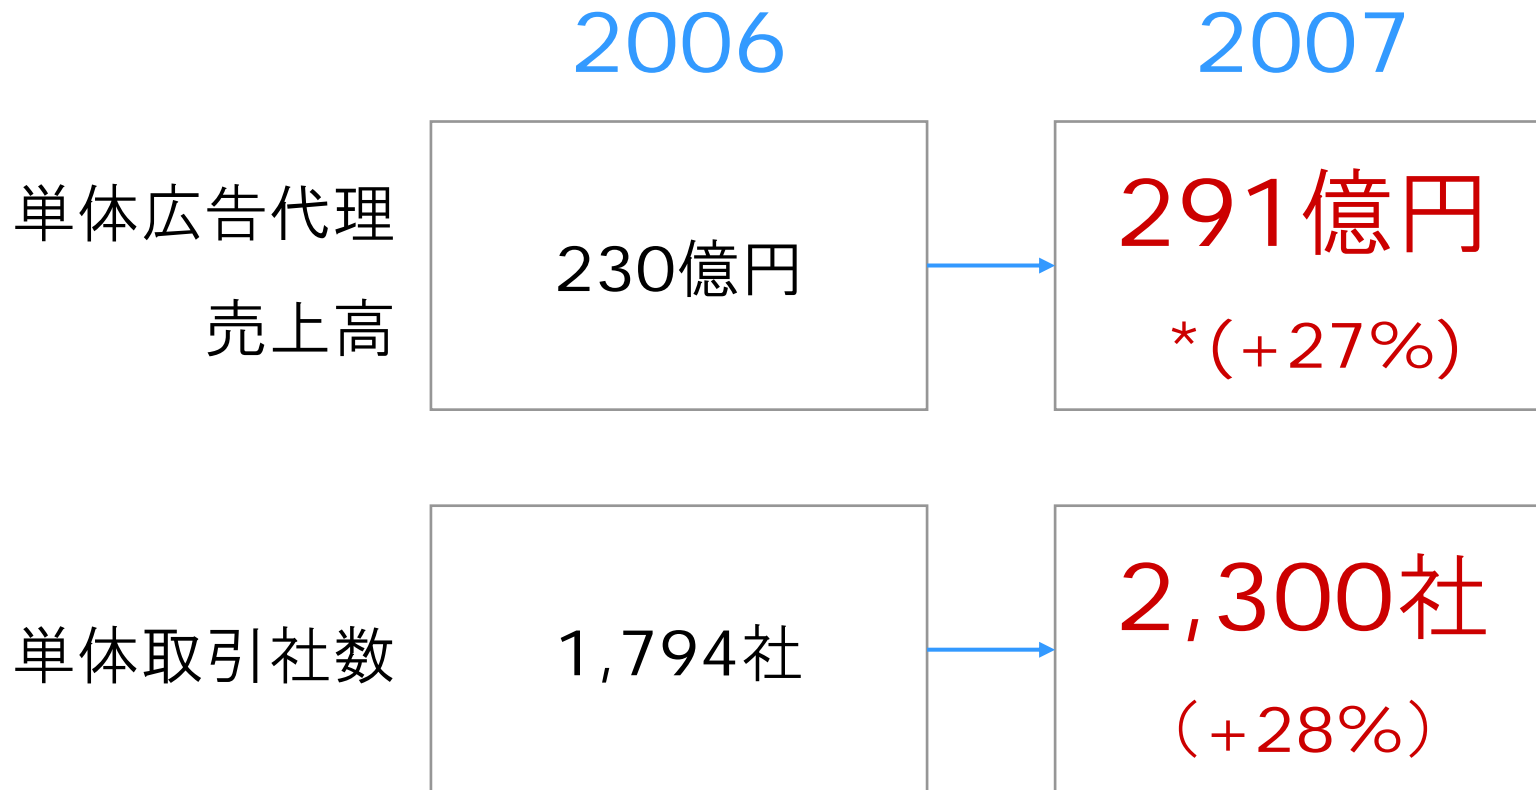 2006
2007
単体広告代理
売上高
230億円
291億円
*(+27%)
単体取引社数
1,794社
2,300社
（+28%）